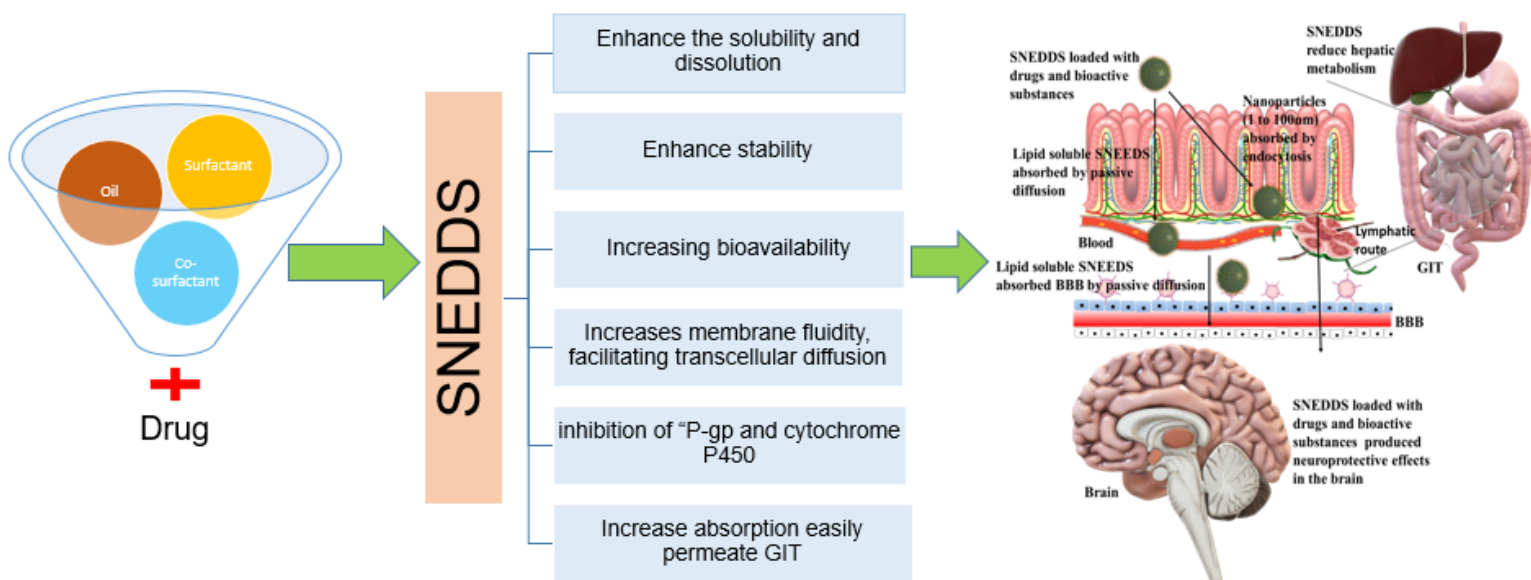 Oil
Surfactant
Co-
surfactant
Drug
SNEDDS
Enhance the solubility and
dissolution
Enhance stability
Increasing bioavailability
Increases membrane fluidity,
facilitating transcellular diffusion
inhibition of “P-gp and cytochrome
P450
Increase absorption easily
permeate GIT
SNEDDS loaded with
drugs and bioactive
substances
SNEDDS
reduce hepatic
metabolism
Nanoparticles
(1 to 100nm)
absorbed by
endocytosis
Lipid soluble SNEEDS
absorbed by passive
diffusion
Blood
Lymphatic
route
GIT
Lipid soluble SNEEDS
absorbed BBB by passive diffusion
BBB
SNEDDS loaded with
drugs and bioactive
substances produced
neuroprotective effects
in the brain
Brain